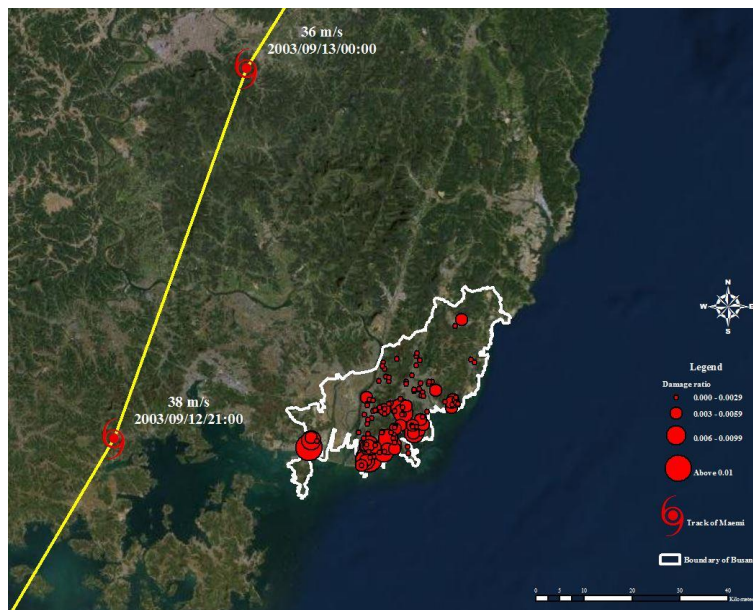 36 m/s
2003/09/13/00:00
N
W E
S
Legend
Damage ratio
0.000 - 0.0029
0.003 - 0.0059
38 m/s
2003/09/12/21:00
0.006 - 0.0099
Above 0.01
Track of Maemi
Boundary of Busan
0 5 10 20 30 40
Kilometers